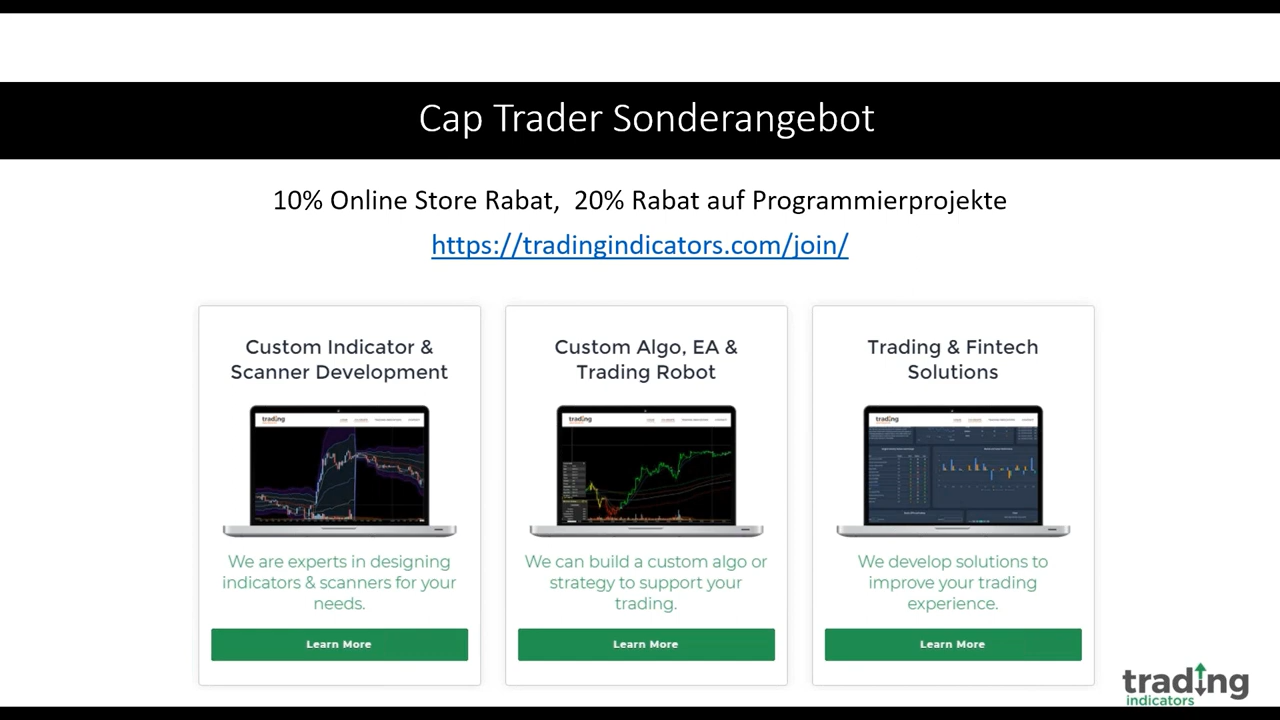 Cap Trader Sonderangebot
10% Online Store Rabat, 20% Rabat auf Programmierprojekte
https://tradingindicators.com/join/
Custom Indicator &
Scanner Development
trading
We are experts in designing
indicators & scanners for your
needs.
Learn More
Custom Algo, EA &
Trading Robot
trading
We can build a custom algo or
strategy to support your
trading.
Learn More
Trading & Fintech
Solutions
trading
We develop solutions to
improve your trading
experience.
Learn More
trading
indicators